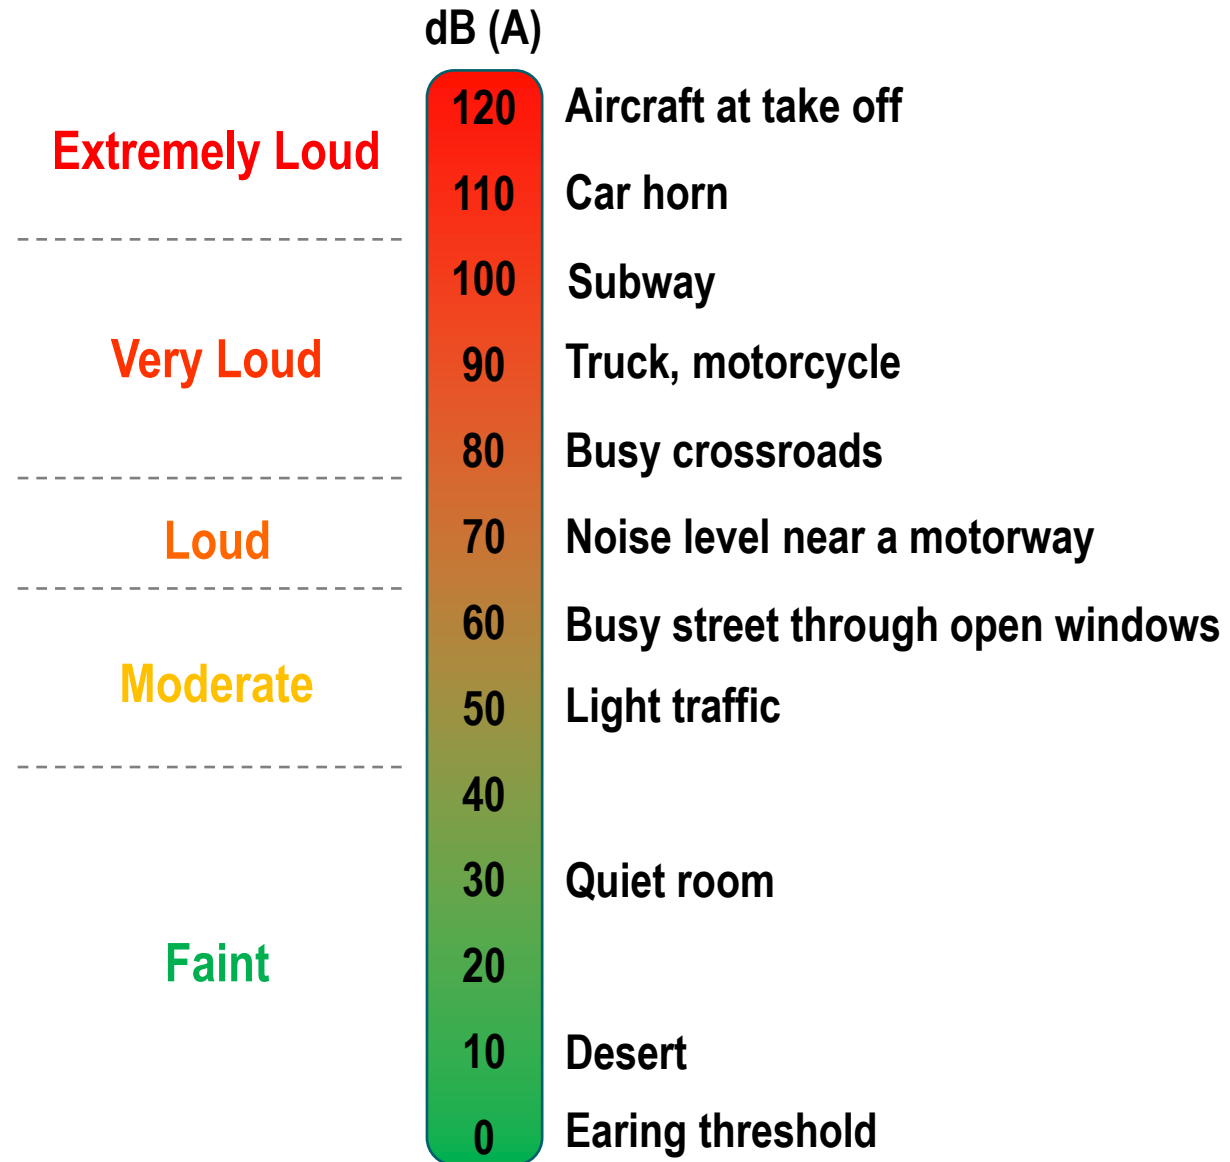 dB (A)
Extremely Loud
120 Aircraft at take off
110 Car horn
Very Loud
100 Subway
90 Truck, motorcycle
80 Busy crossroads
Loud
70 Noise level near a motorway
Moderate
60 Busy street through open windows
50 Light traffic
Faint
40
30 Quiet room
20
10 Desert
0 Earing threshold